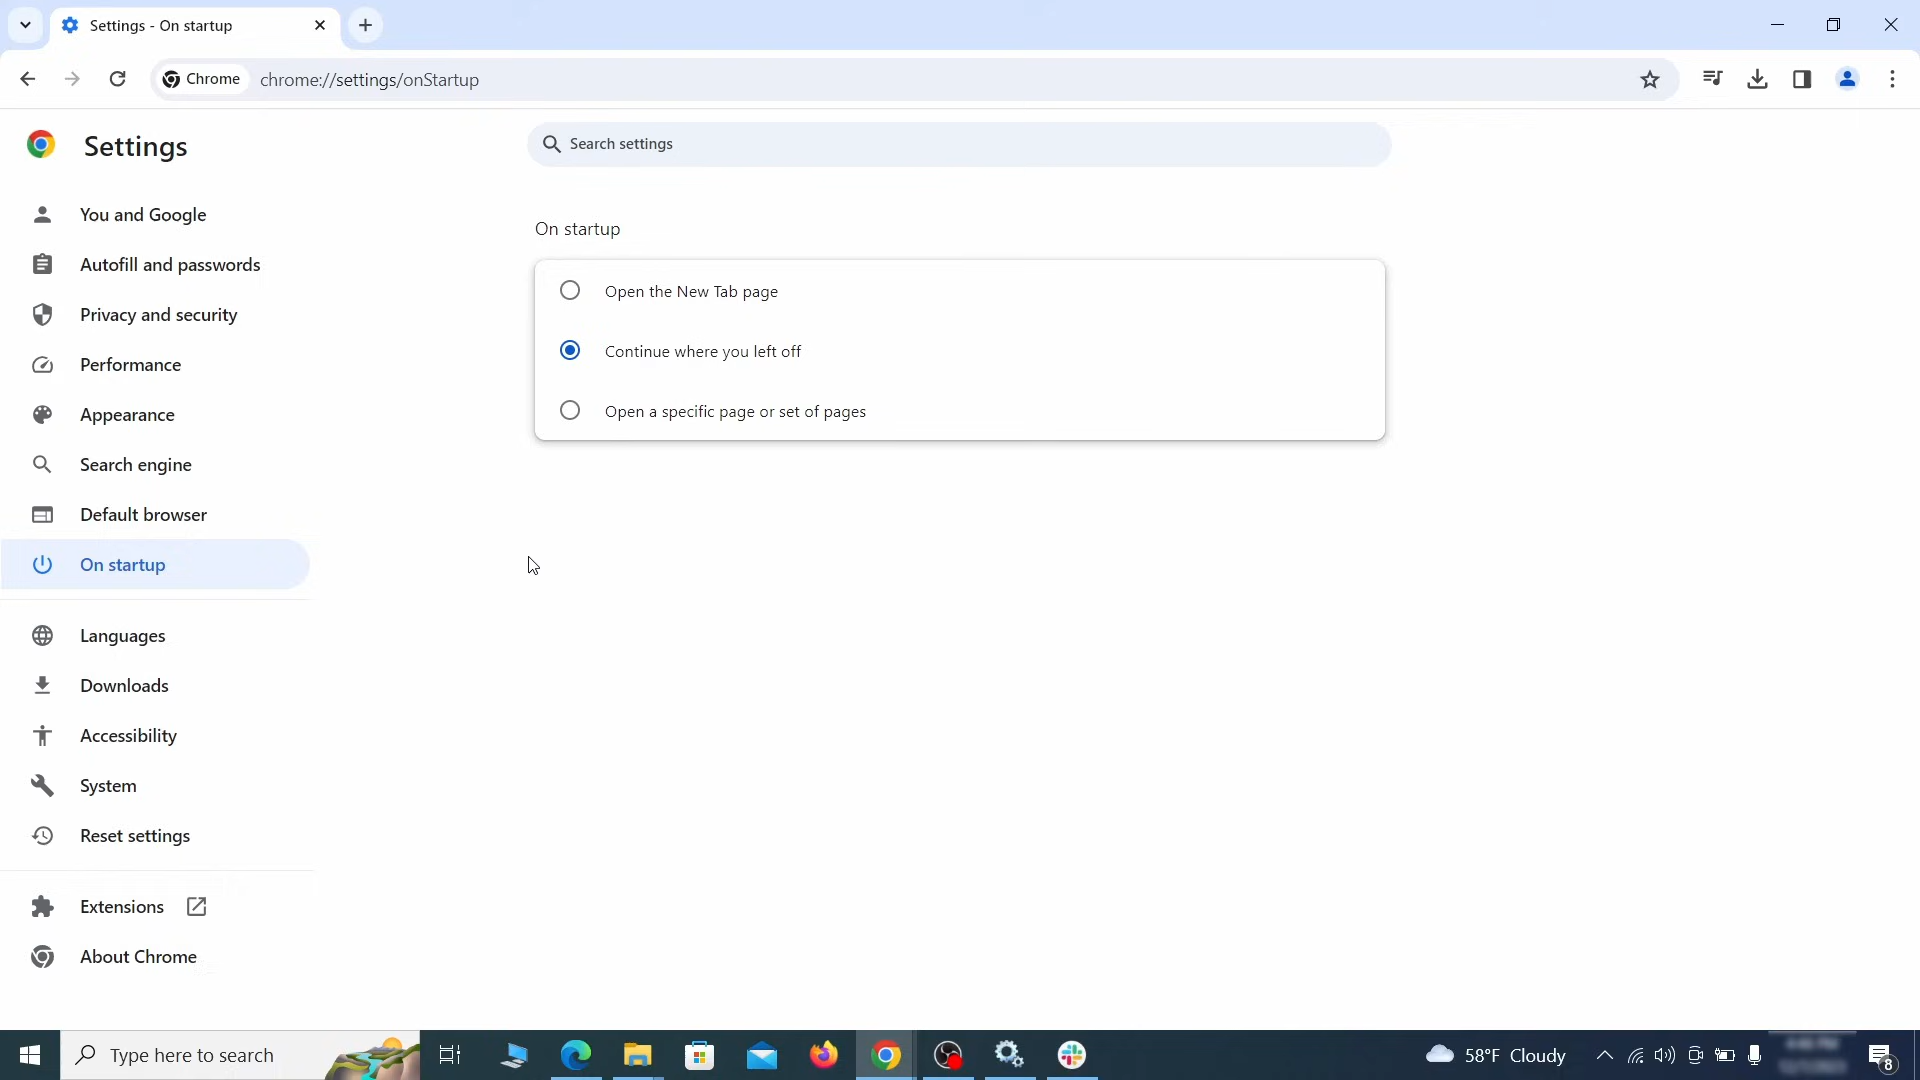 Settings - On startup
Chrome
chrome://settings/onStartup
Settings
Search settings
You and Google
Autofill and passwords
Privacy and security
Performance
Appearance
Search engine
Default browser
On startup
Languages
Downloads
Accessibility
System
Reset settings
Extensions
About Chrome
On startup
Open the New Tab page
Continue where you left off
Open a specific page or set of pages
Type here to search
58°F Cloudy
8